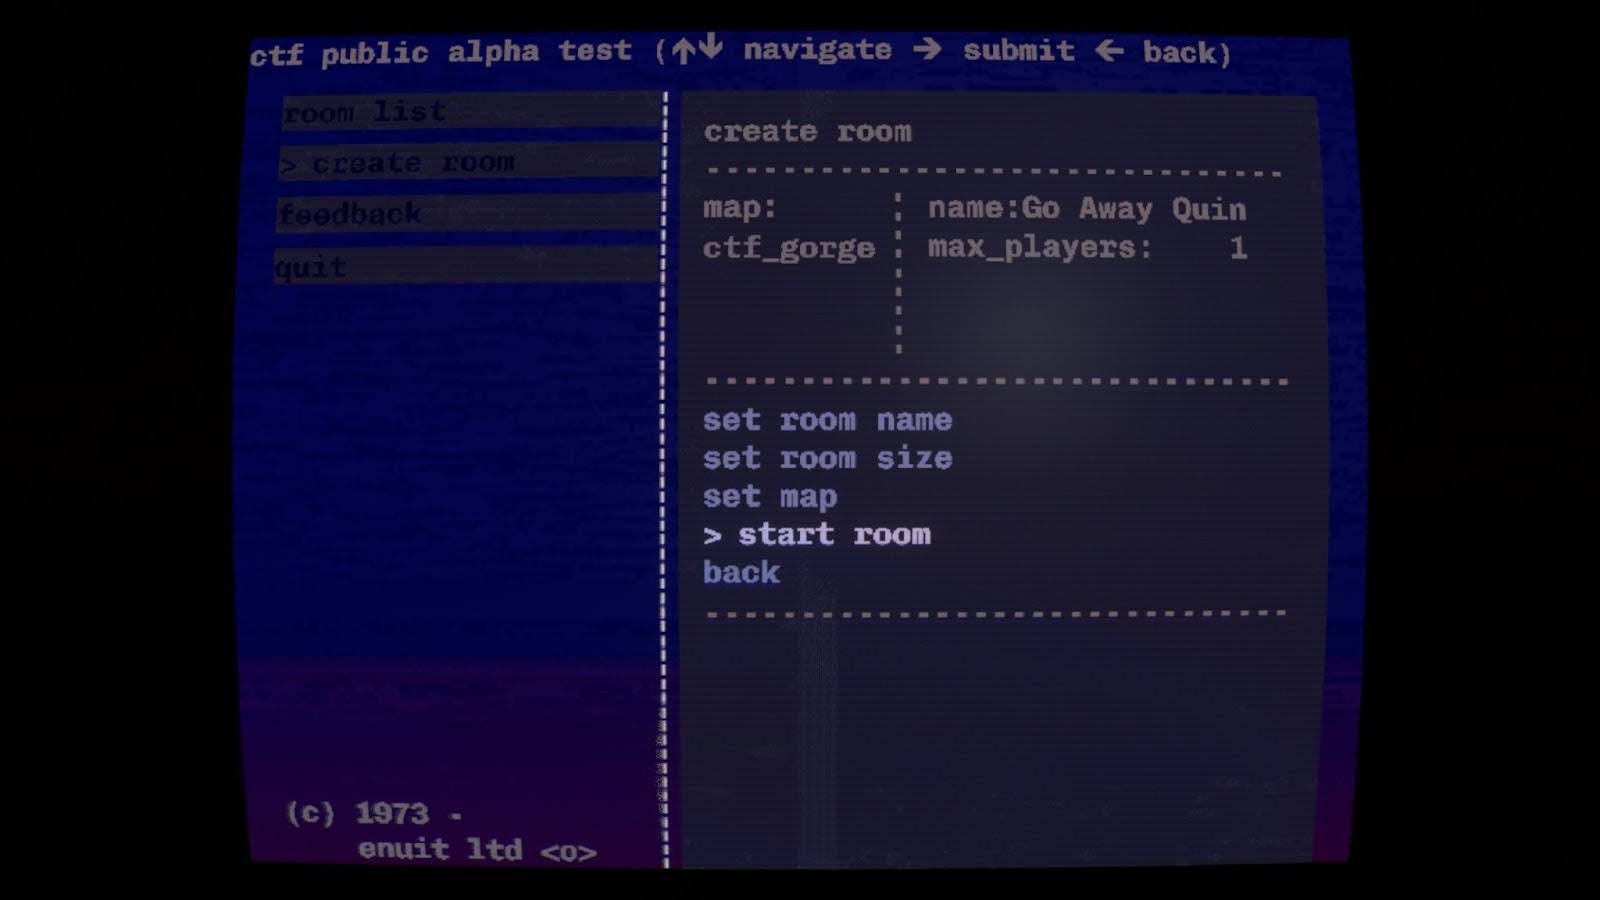 ctf public alpha test (↑↓ navigate → submit ← back)
room list
> create room
feedback
quit
create room
map:
ctf_gorge
name:Go Away Quin
max_players: 1
set room name
set room size
set map
> start room
back
(c) 1973 -
enuit ltd <o>